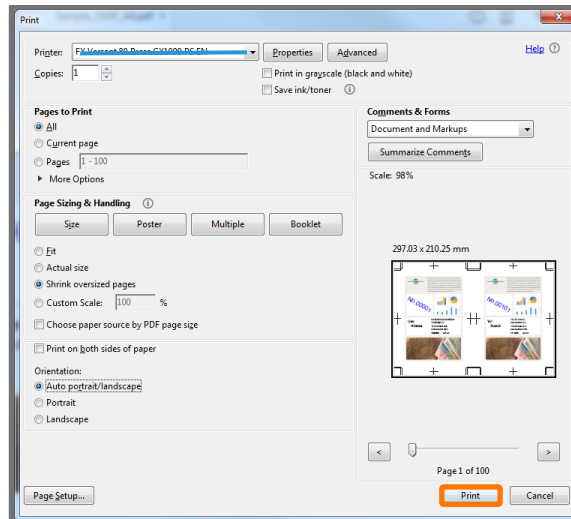 Print
Printer:
Properties
Advanced
Help
Copies: 1
Print in grayscale (black and white)
Save ink/toner
Pages to Print
All
Current page
Pages 1 - 100
More Options
Comments & Forms
Document and Markups
Summarize Comments
Scale: 98%
Page Sizing & Handling
Size Poster Multiple Booklet
Fit
Actual size
Shrink oversized pages
Custom Scale: 100 %
Choose paper source by PDF page size
Print on both sides of paper
Orientation:
Auto portrait/landscape
Portrait
Landscape
297.03 x 210.25 mm
No.00001 No.00101
< >
Page 1 of 100
Page Setup...
Print
Cancel